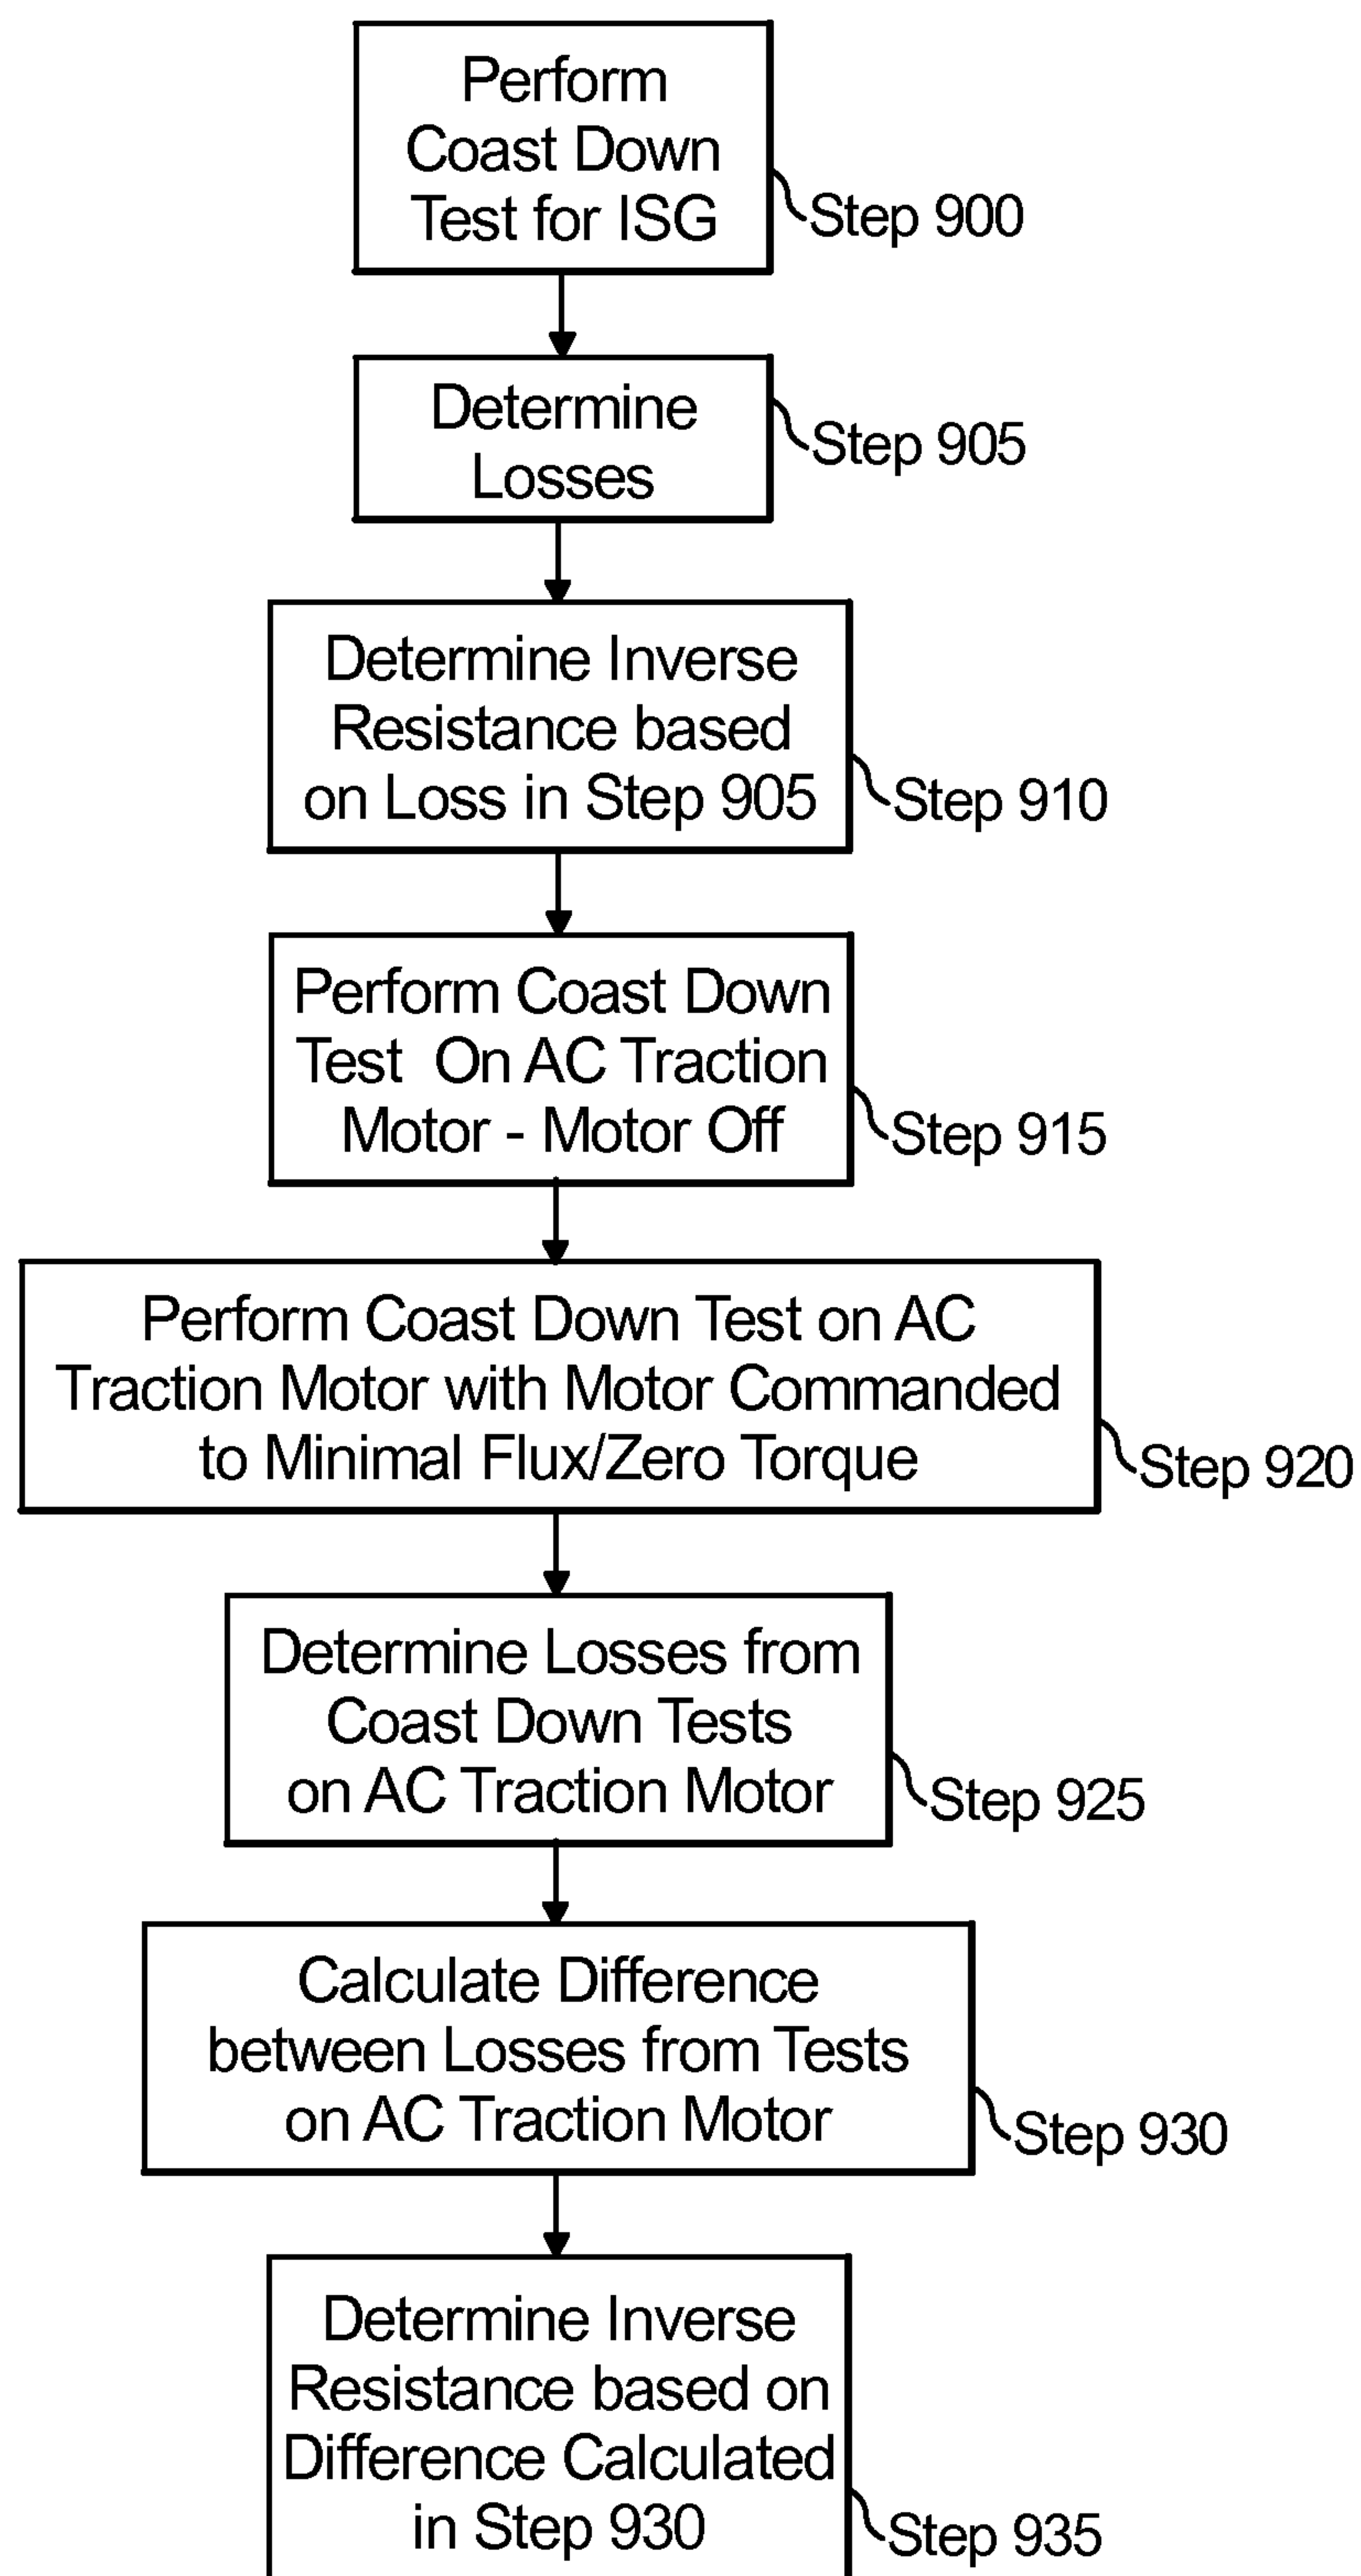 Perform
Coast Down
Test for ISG
Step 900
Determine
Losses
Step 905
Determine Inverse
Resistance based
on Loss in Step 905
Step 910
Perform Coast Down
Test On AC Traction
Motor - Motor Off
Step 915
Perform Coast Down Test on AC
Traction Motor with Motor Commanded
to Minimal Flux/Zero Torque
Step 920
Determine Losses from
Coast Down Tests
on AC Traction Motor
Step 925
Calculate Difference
between Losses from Tests
on AC Traction Motor
Step 930
Determine Inverse
Resistance based on
Difference Calculated
in Step 930
Step 935